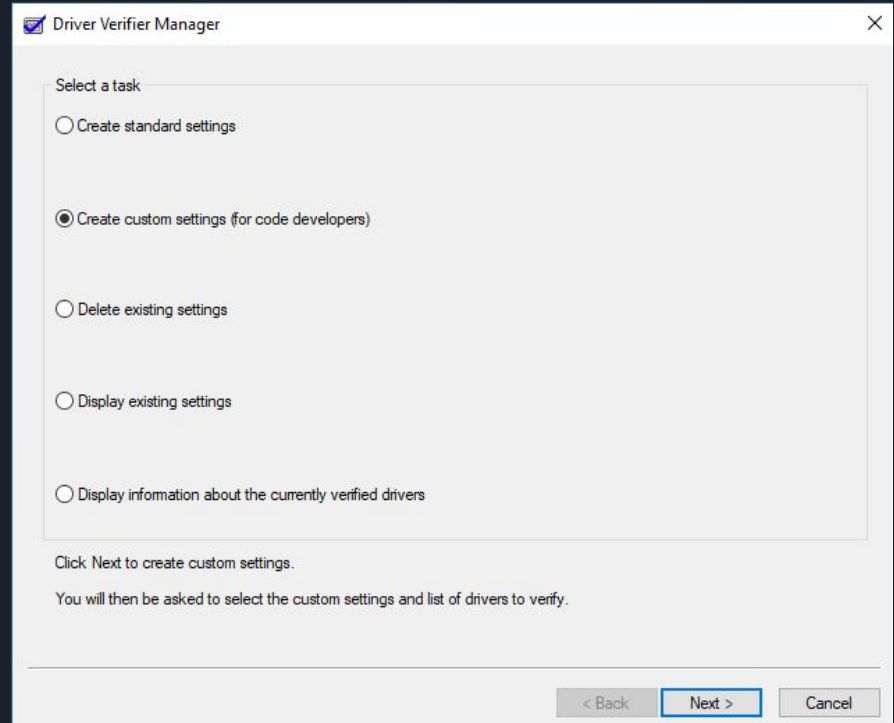 Driver Verifier Manager
Select a task
Create standard settings
Create custom settings (for code developers)
Delete existing settings
Display existing settings
Display information about the currently verified drivers
Click Next to create custom settings.
You will then be asked to select the custom settings and list of drivers to verify.
< Back Next > Cancel